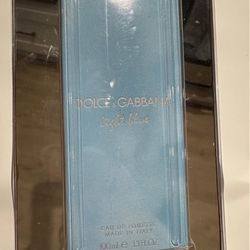 DOLCE & GABBANA
light blue
EAU DE TOILETTE
MADE IN ITALY
100ml e 3.3 FL.OZ.